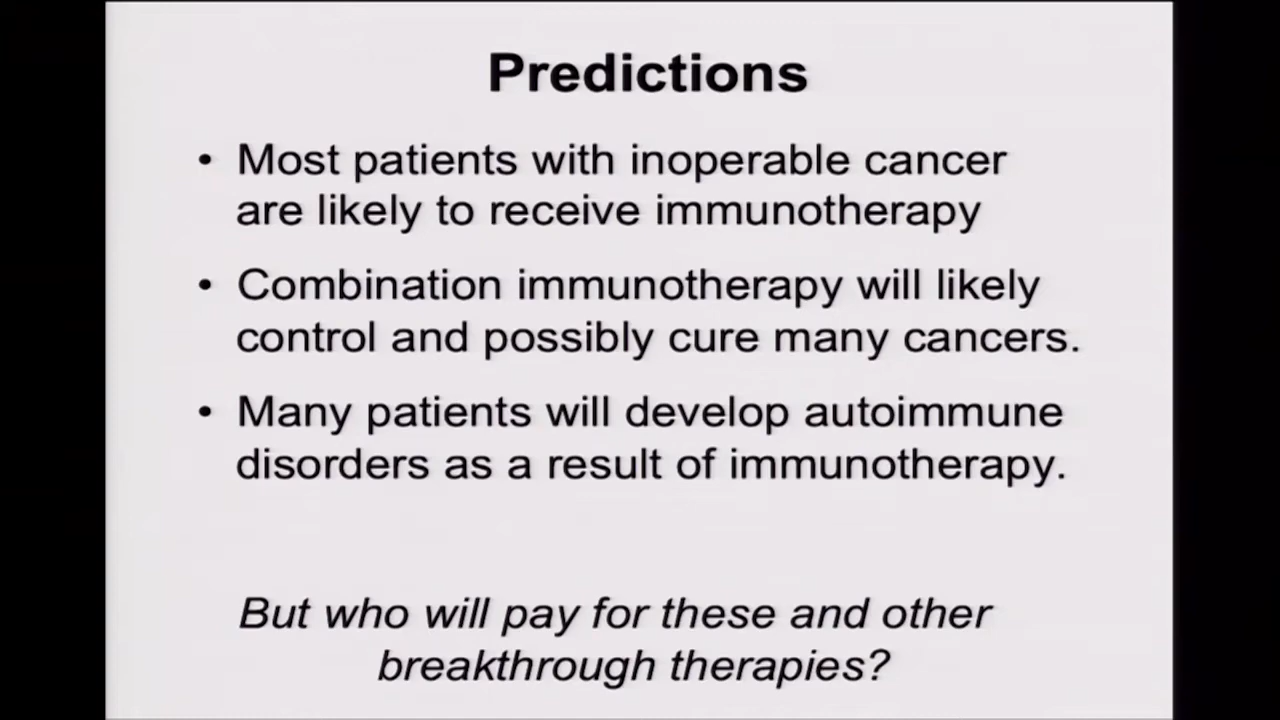 Predictions
• Most patients with inoperable cancer
are likely to receive immunotherapy
• Combination immunotherapy will likely
control and possibly cure many cancers.
• Many patients will develop autoimmune
disorders as a result of immunotherapy.
But who will pay for these and other
breakthrough therapies?